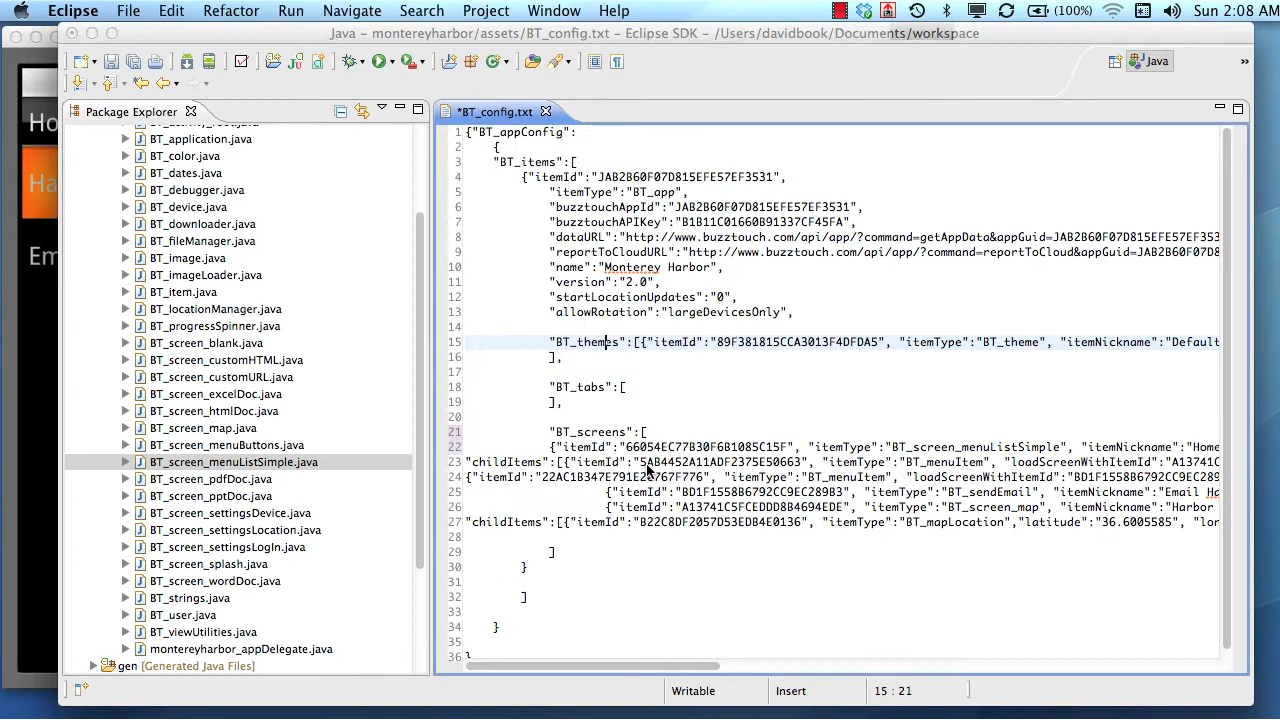 Eclipse File Edit Refactor Run Navigate Search Project Window Help (100%) Sun 2:08 AM
Java – montereyharbor/assets/BT_config.txt – Eclipse SDK – /Users/davidbook/Documents/workspace
Java
»
Package Explorer
*BT_config.txt
Ho
Ha
Em
BT_application.java
BT_color.java
BT_dates.java
BT_debugger.java
BT_device.java
BT_downloader.java
BT_fileManager.java
BT_image.java
BT_imageLoader.java
BT_item.java
BT_locationManager.java
BT_progressSpinner.java
BT_screen_blank.java
BT_screen_customHTML.java
BT_screen_customURL.java
BT_screen_excelDoc.java
BT_screen_htmlDoc.java
BT_screen_map.java
BT_screen_menuButtons.java
BT_screen_menuListSimple.java
BT_screen_pdfDoc.java
BT_screen_pptDoc.java
BT_screen_settingsDevice.java
BT_screen_settingsLocation.java
BT_screen_settingsLogIn.java
BT_screen_splash.java
BT_screen_wordDoc.java
BT_strings.java
BT_user.java
BT_viewUtilities.java
montereyharbor_appDelegate.java
gen [Generated Java Files]
1 {"BT_appConfig":
2 {
3 "BT_items":[
4 {"itemId":"JAB2B60F07D815EFE57EF3531",
5 "itemType":"BT_app",
6 "buzztouchAppId":"JAB2B60F07D815EFE57EF3531",
7 "buzztouchAPIKey":"B1B11C01660B91337CF45FA",
8 "dataURL":"http://www.buzztouch.com/api/app/?command=getAppData&appGuid=JAB2B60F07D815EFE57EF353
9 "reportToCloudURL":"http://www.buzztouch.com/api/app/?command=reportToCloud&appGuid=JAB2B60F07D8
10 "name":"Monterey Harbor",
11 "version":"2.0",
12 "startLocationUpdates":"0",
13 "allowRotation":"largeDevicesOnly",
14
15 "BT_themes":[{"itemId":"89F381815CCA3013F4DFDA5", "itemType":"BT_theme", "itemNickname":"Default
16 ],
17
18 "BT_tabs":[
19 ],
20
21 "BT_screens":[
22 {"itemId":"66054EC77B30F6B1085C15F", "itemType":"BT_screen_menuListSimple", "itemNickname":"Home
23 "childItems":[{"itemId":"5AB4452A11ADF2375E50663", "itemType":"BT_menuItem", "loadScreenWithItemId":"A13741C
24 {"itemId":"22AC1B347E791E22767F776", "itemType":"BT_menuItem", "loadScreenWithItemId":"BD1F1558B6792CC9EC289
25 {"itemId":"BD1F1558B6792CC9EC289B3", "itemType":"BT_sendEmail", "itemNickname":"Email Ha
26 {"itemId":"A13741C5FCEDDD8B4694EDE", "itemType":"BT_screen_map", "itemNickname":"Harbor
27 "childItems":[{"itemId":"B22C8DF2057D53EDB4E0136", "itemType":"BT_mapLocation","latitude":"36.6005585", "lon
28
29 ]
30 }
31
32 ]
33
34 }
35
36 }
Writable Insert 15 : 21